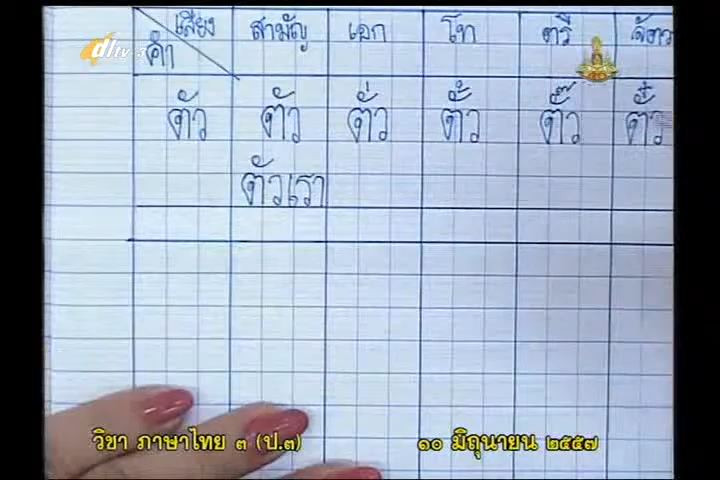 dltv 3
เสียง สามัญ เอก โท ตรี จัตวา
คำ
ตัว ตัว ตั่ว ตั้ว ตั๊ว ตั๋ว
ตัวเรา
วิชา ภาษาไทย ๓ (ป.๓) ๑๐ มิถุนายน ๒๕๕๗